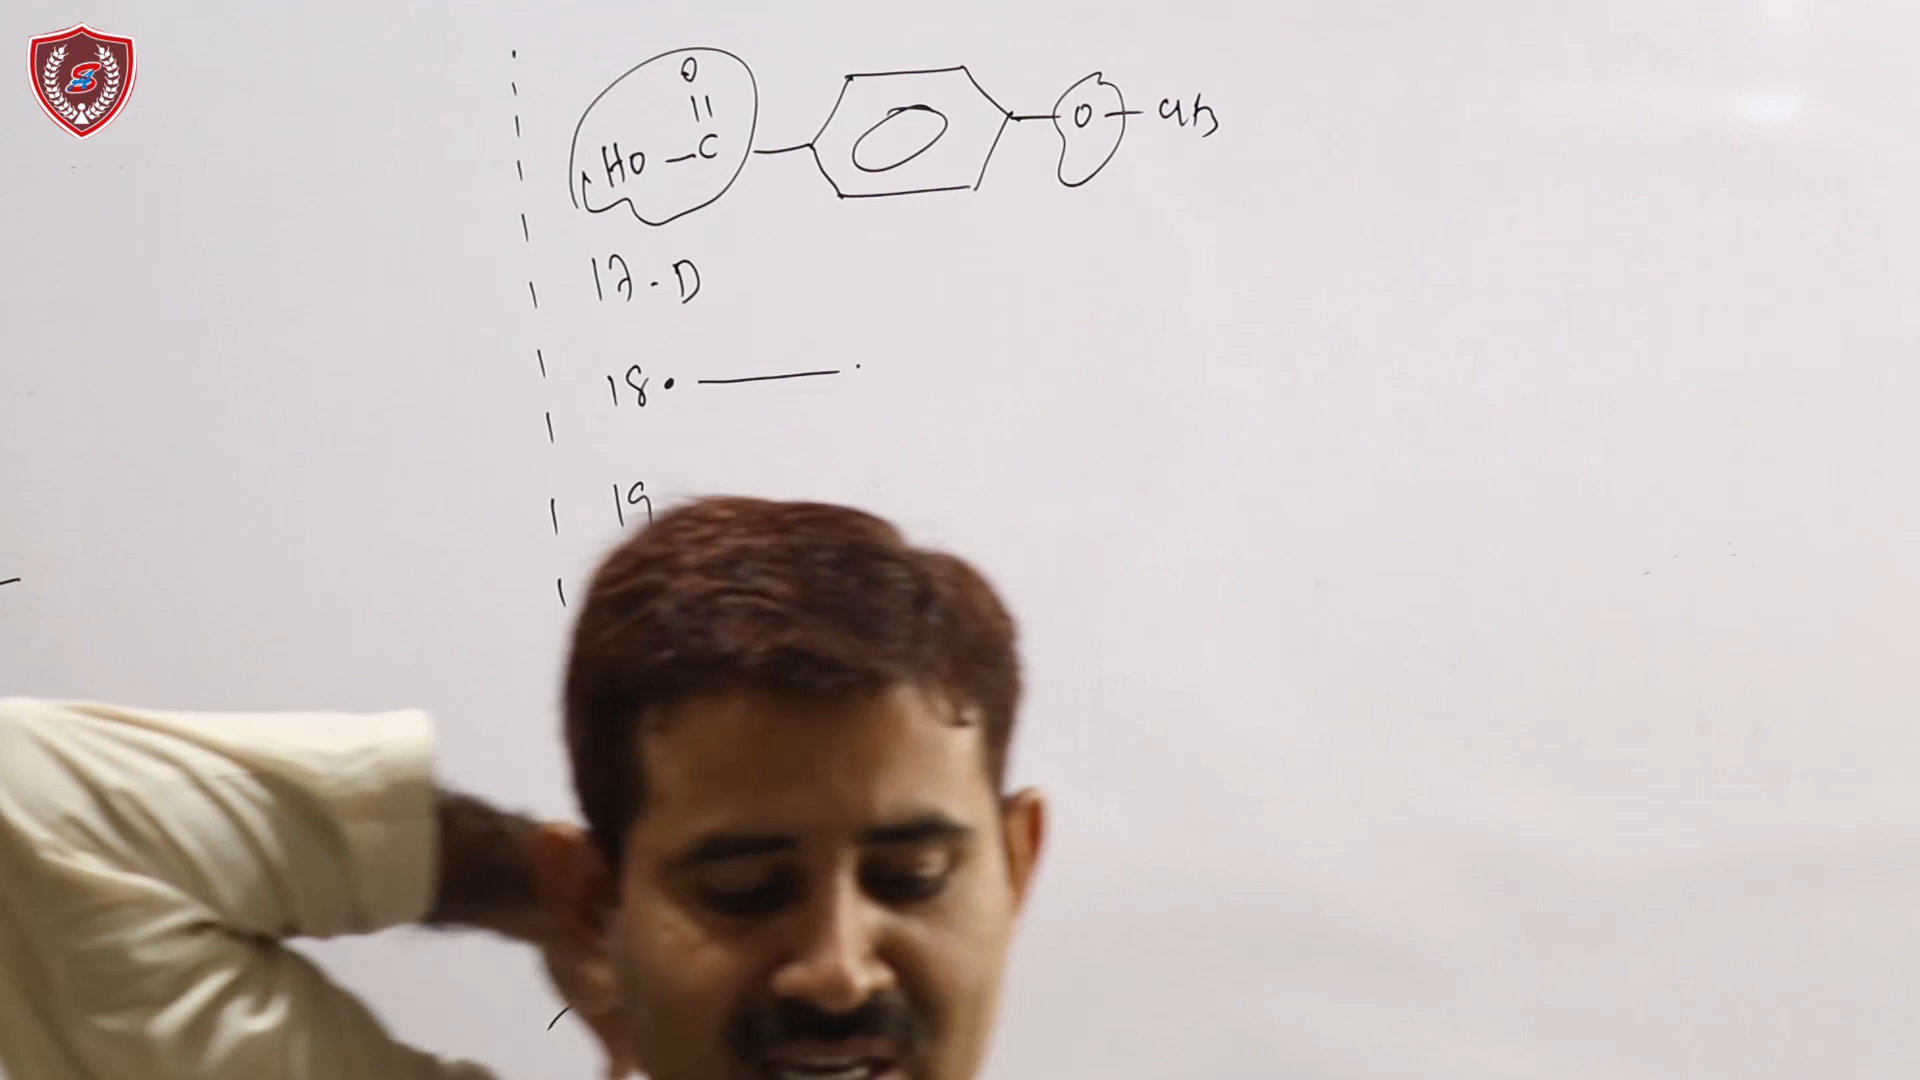 O
HO – C – O – CH3
17. D
18.
19